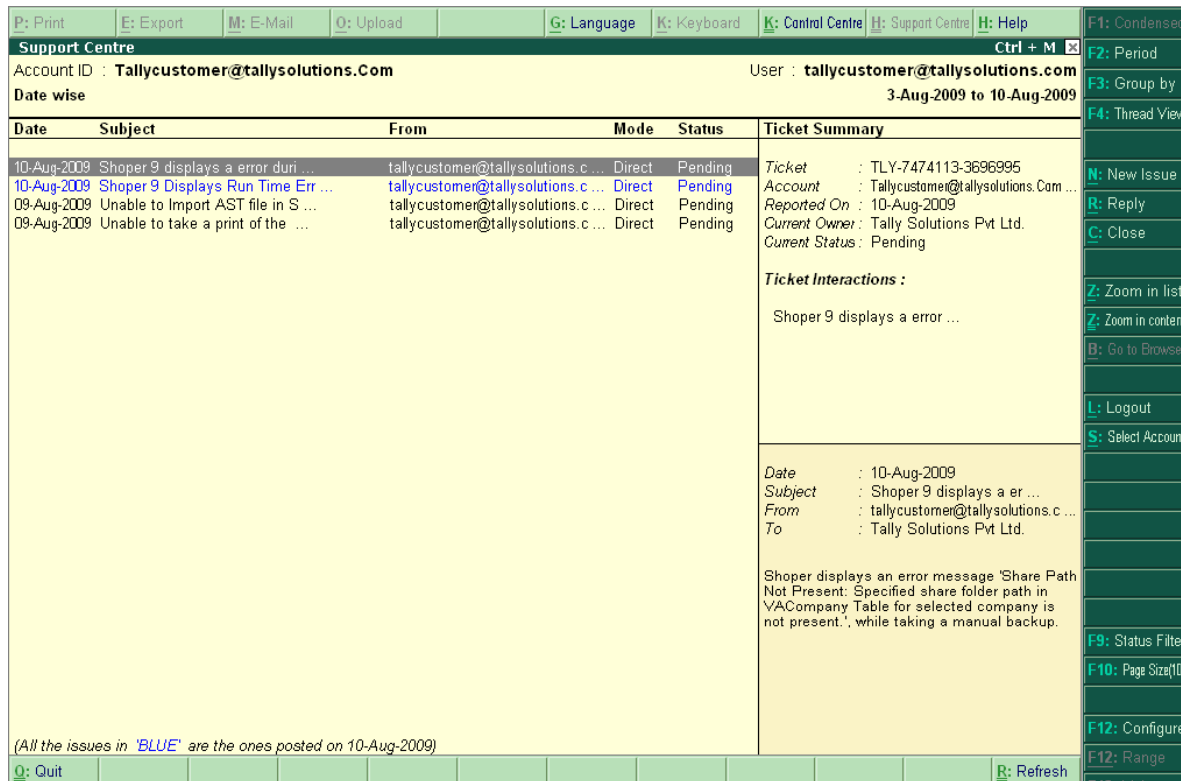 P: Print E: Export M: E-Mail O: Upload G: Language K: Keyboard K: Control Centre H: Support Centre H: Help
Support Centre Ctrl + M
Account ID : Tallycustomer@tallysolutions.Com User : tallycustomer@tallysolutions.com
Date wise 3-Aug-2009 to 10-Aug-2009
Date Subject From Mode Status Ticket Summary
10-Aug-2009 Shoper 9 displays a error duri ... tallycustomer@tallysolutions.c ... Direct Pending
10-Aug-2009 Shoper 9 Displays Run Time Err ... tallycustomer@tallysolutions.c ... Direct Pending
09-Aug-2009 Unable to Import AST file in S ... tallycustomer@tallysolutions.c ... Direct Pending
09-Aug-2009 Unable to take a print of the ... tallycustomer@tallysolutions.c ... Direct Pending
Ticket : TLY-7474113-3696995
Account : Tallycustomer@tallysolutions.Com ...
Reported On : 10-Aug-2009
Current Owner : Tally Solutions Pvt Ltd.
Current Status : Pending
Ticket Interactions :
Shoper 9 displays a error ...
Date : 10-Aug-2009
Subject : Shoper 9 displays a er ...
From : tallycustomer@tallysolutions.c ...
To : Tally Solutions Pvt Ltd.
Shoper displays an error message 'Share Path
Not Present: Specified share folder path in
VACompany Table for selected company is
not present.', while taking a manual backup.
(All the issues in 'BLUE' are the ones posted on 10-Aug-2009)
Q: Quit R: Refresh
F1: Condensed
F2: Period
F3: Group by
F4: Thread View
N: New Issue
R: Reply
C: Close
Z: Zoom in list
Z: Zoom in conten
B: Go to Browse
L: Logout
S: Select Accoun
F9: Status Filte
F10: Page Size(10
F12: Configure
F12: Range